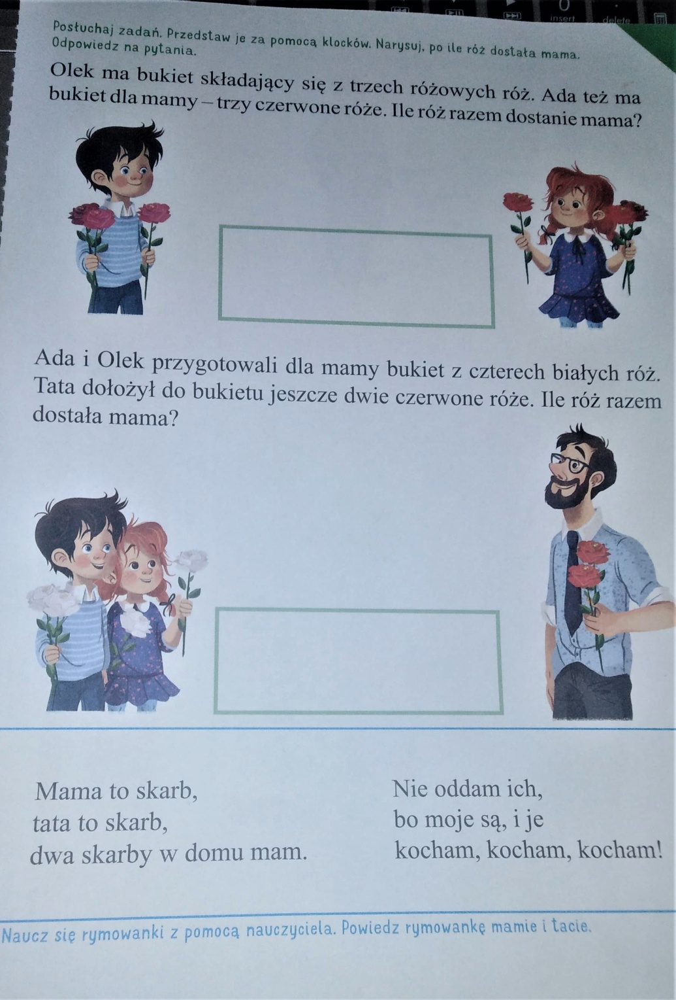 insert
delete
Posłuchaj zadań. Przedstaw je za pomocą klocków. Narysuj, po ile róż dostała mama.
Odpowiedz na pytania.
Olek ma bukiet składający się z trzech różowych róż. Ada też ma
bukiet dla mamy – trzy czerwone róże. Ile róż razem dostanie mama?
Ada i Olek przygotowali dla mamy bukiet z czterech białych róż.
Tata dołożył do bukietu jeszcze dwie czerwone róże. Ile róż razem
dostała mama?
Mama to skarb,
tata to skarb,
dwa skarby w domu mam.
Nie oddam ich,
bo moje są, i je
kocham, kocham, kocham!
Naucz się rymowanki z pomocą nauczyciela. Powiedz rymowankę mamie i tacie.